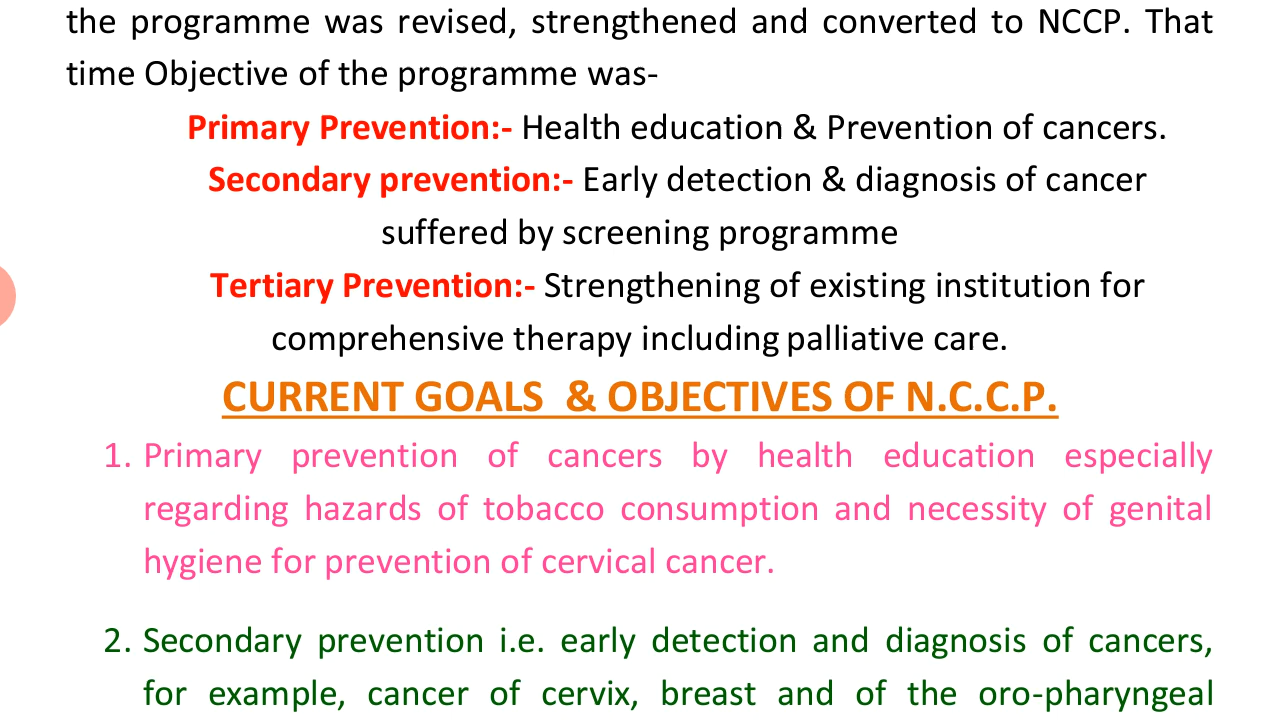 the programme was revised, strengthened and converted to NCCP. That
time Objective of the programme was-
Primary Prevention:- Health education & Prevention of cancers.
Secondary prevention:- Early detection & diagnosis of cancer
suffered by screening programme
Tertiary Prevention:- Strengthening of existing institution for
comprehensive therapy including palliative care.
CURRENT GOALS & OBJECTIVES OF N.C.C.P.
1. Primary prevention of cancers by health education especially
regarding hazards of tobacco consumption and necessity of genital
hygiene for prevention of cervical cancer.
2. Secondary prevention i.e. early detection and diagnosis of cancers,
for example, cancer of cervix, breast and of the oro-pharyngeal